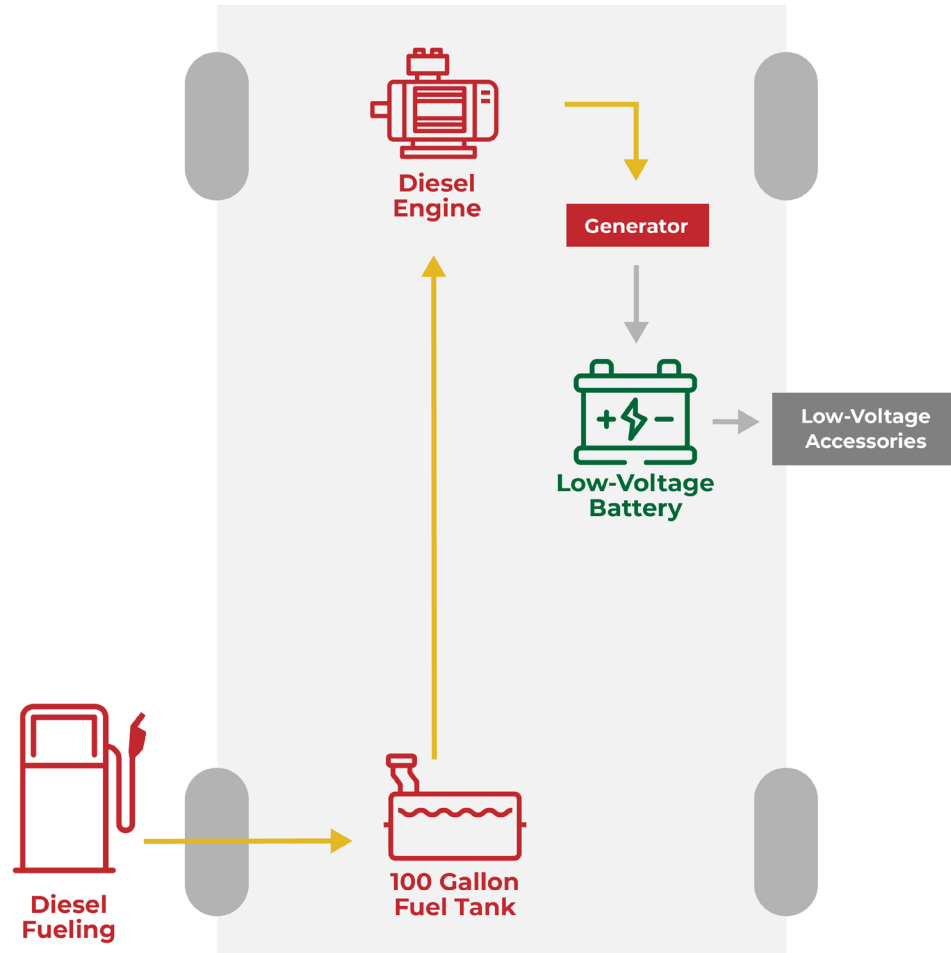 Diesel
Engine
Generator
Low-Voltage
Accessories
Low-Voltage
Battery
100 Gallon
Fuel Tank
Diesel
Fueling